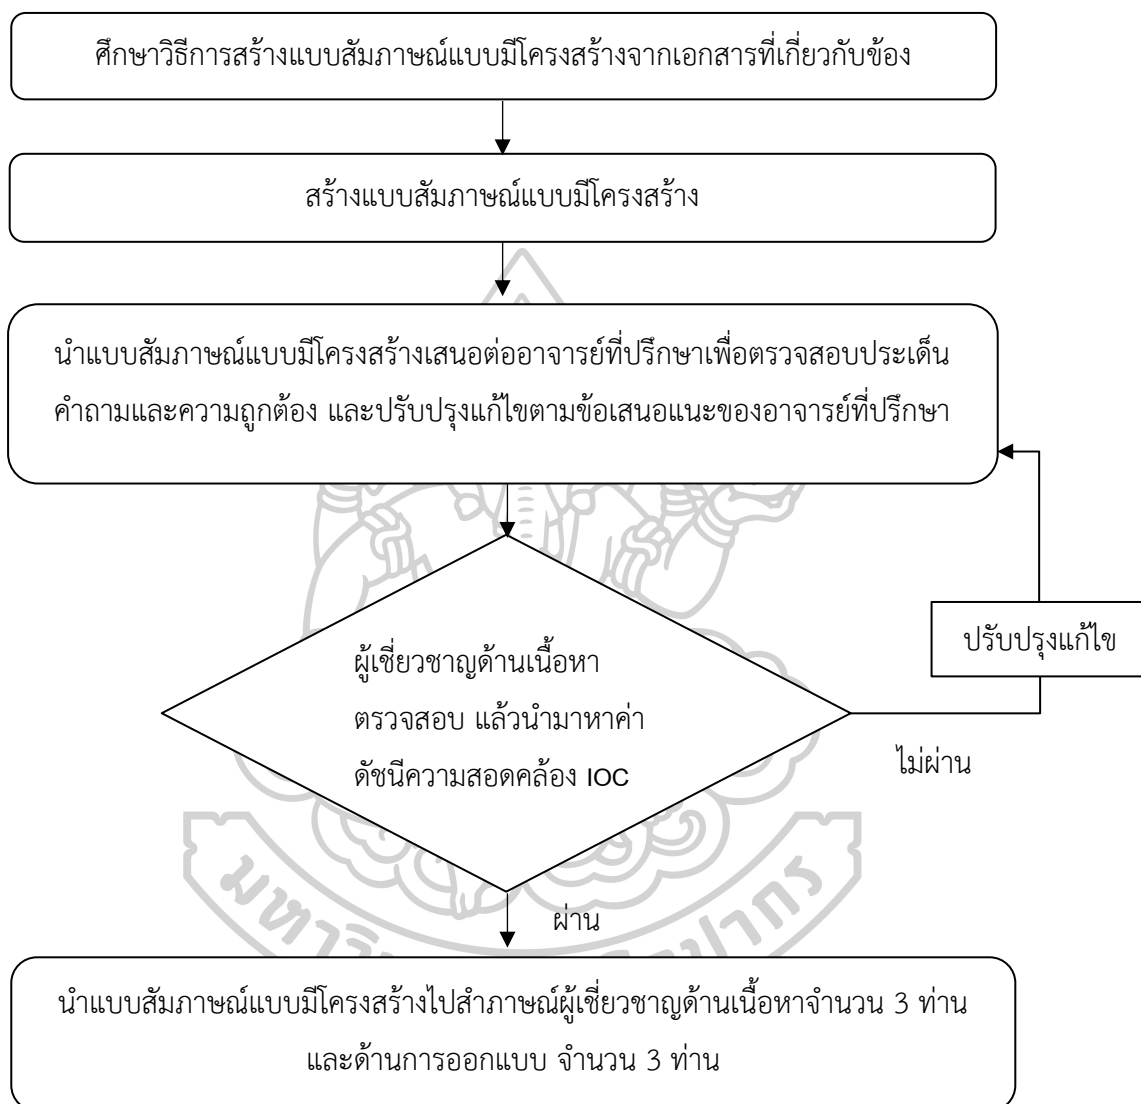 ศึกษาวิธีการสร้างแบบสัมภาษณ์แบบมีโครงสร้างจากเอกสารที่เกี่ยวกับข้อง
สร้างแบบสัมภาษณ์แบบมีโครงสร้าง
นำแบบสัมภาษณ์แบบมีโครงสร้างเสนอต่ออาจารย์ที่ปรึกษาเพื่อตรวจสอบประเด็น
คำถามและความถูกต้อง และปรับปรุงแก้ไขตามข้อเสนอแนะของอาจารย์ที่ปรึกษา
ปรับปรุงแก้ไข
ผู้เชี่ยวชาญด้านเนื้อหา
ตรวจสอบ แล้วนำมาหาค่า
ดัชนีความสอดคล้อง IOC
ไม่ผ่าน
ผ่าน
นำแบบสัมภาษณ์แบบมีโครงสร้างไปสำภาษณ์ผู้เชี่ยวชาญด้านเนื้อหาจำนวน 3 ท่าน
และด้านการออกแบบ จำนวน 3 ท่าน